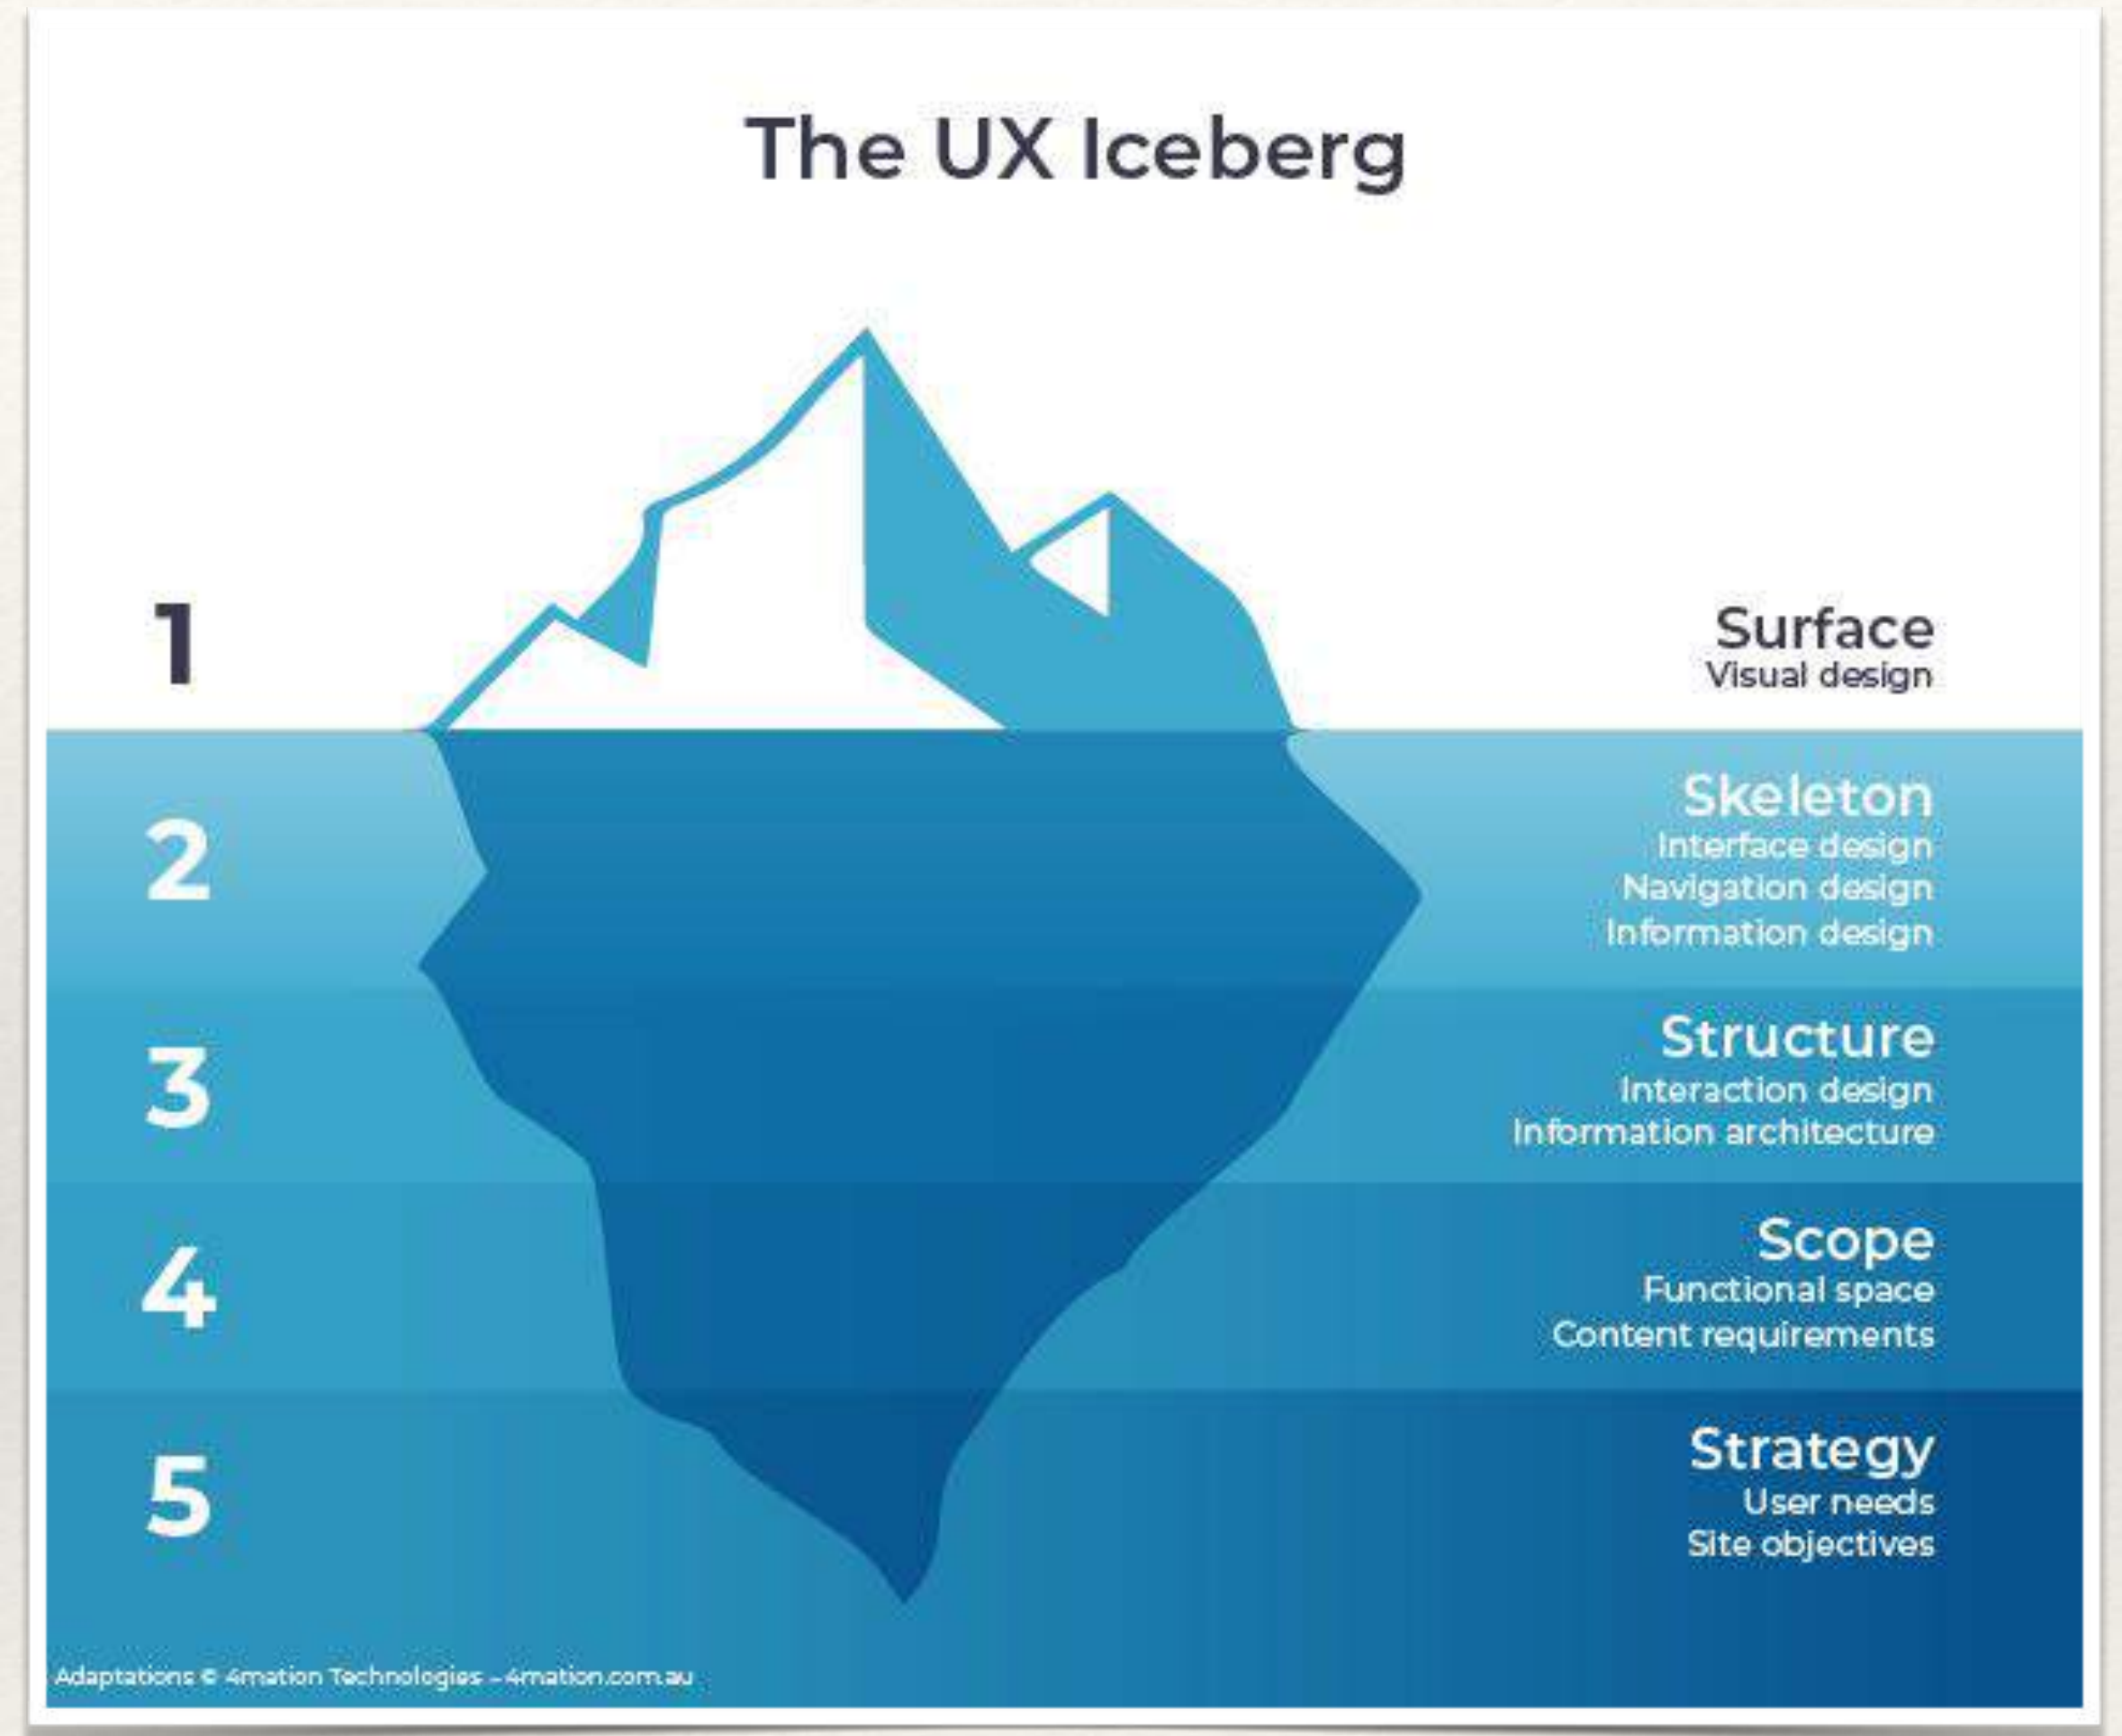 The UX Iceberg
1
Surface
Visual design
2
Skeleton
Interface design
Navigation design
Information design
3
Structure
Interaction design
Information architecture
4
Scope
Functional space
Content requirements
5
Strategy
User needs
Site objectives
Adaptations © 4mation Technologies – 4mation.com.au